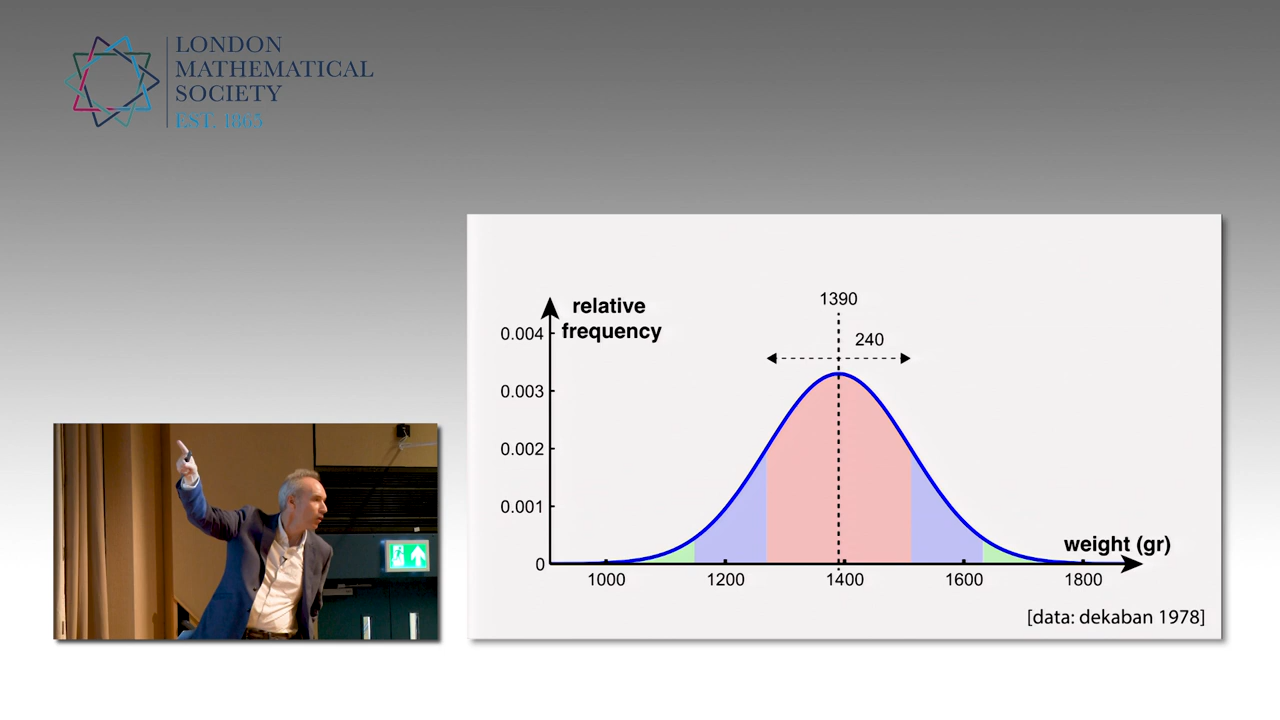 LONDON
MATHEMATICAL
SOCIETY
EST. 1865
1390
relative
frequency
240
0.004
0.003
0.002
0.001
0
weight (gr)
1000 1200 1400 1600 1800
[data: dekaban 1978]